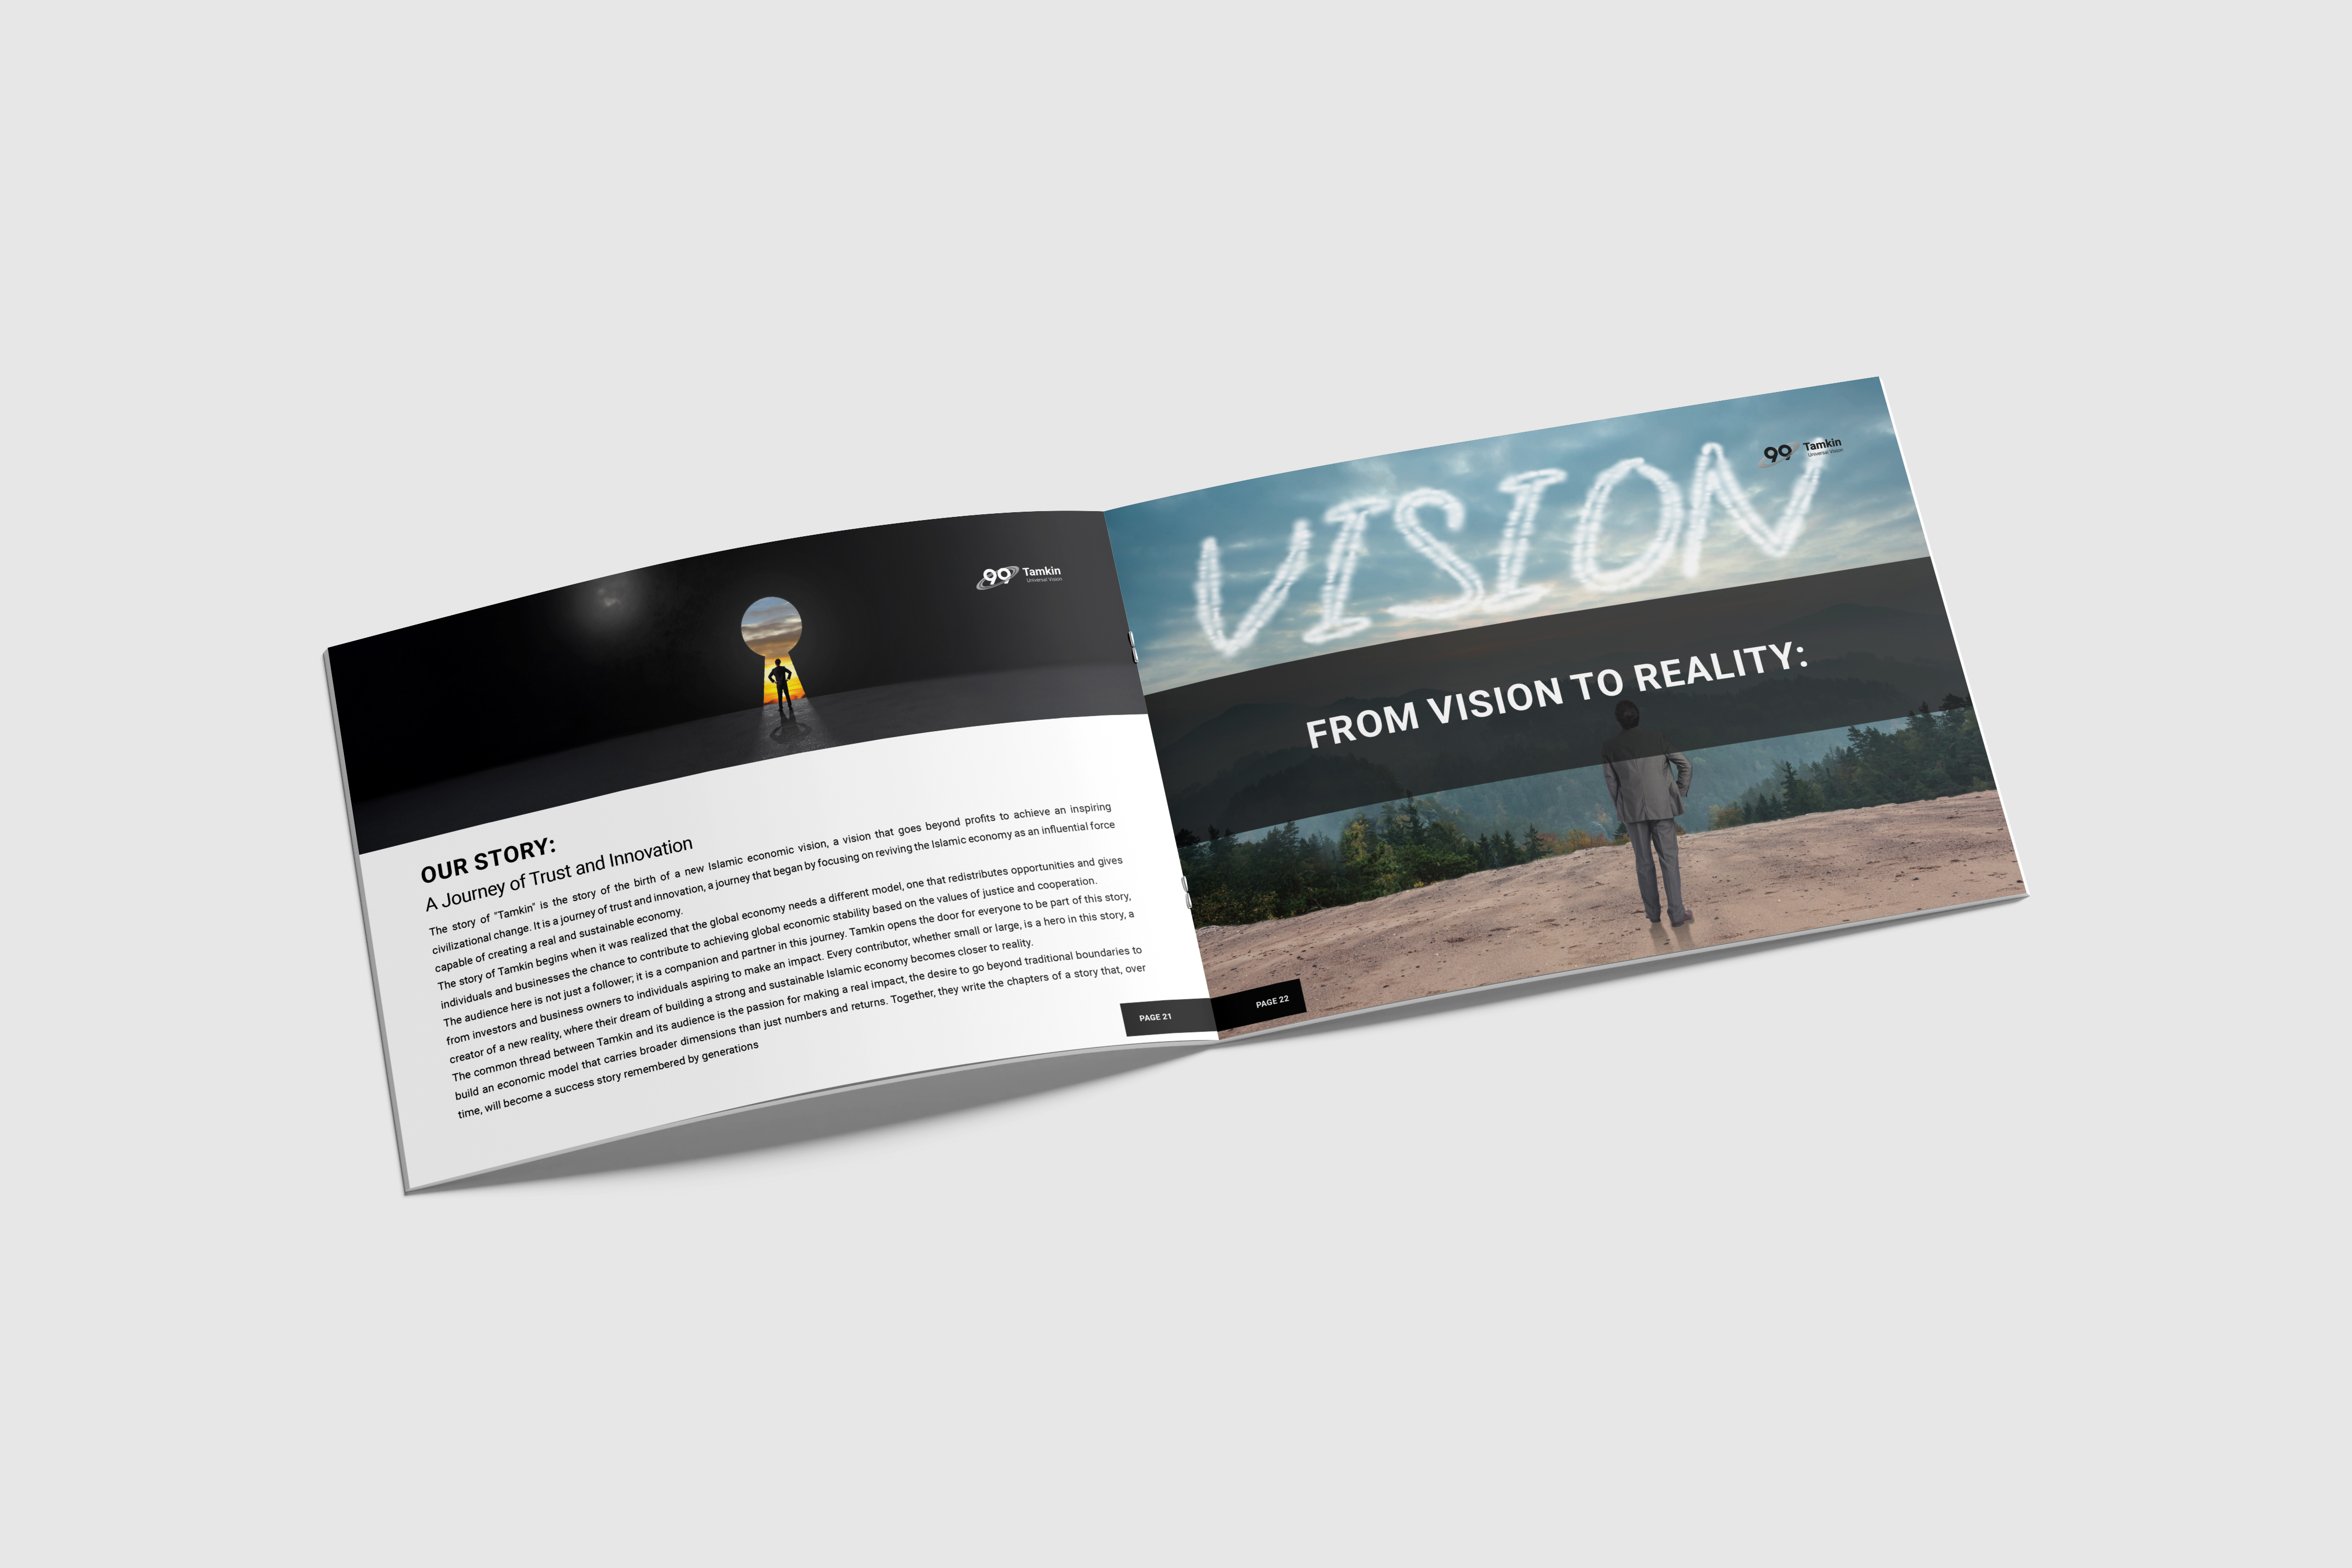 99 Tamkin
Universal Vision
OUR STORY:
A Journey of Trust and Innovation
The story of "Tamkin" is the story of the birth of a new Islamic economic vision, a vision that goes beyond profits to achieve an inspiring
civilizational change. It is a journey of trust and innovation, a journey that began by focusing on reviving the Islamic economy as an influential force
capable of creating a real and sustainable economy.
The story of Tamkin begins when it was realized that the global economy needs a different model, one that redistributes opportunities and gives
individuals and businesses the chance to contribute to achieving global economic stability based on the values of justice and cooperation.
The audience here is not just a follower; it is a companion and partner in this journey. Tamkin opens the door for everyone to be part of this story,
from investors and business owners to individuals aspiring to make an impact. Every contributor, whether small or large, is a hero in this story, a
creator of a new reality, where their dream of building a strong and sustainable Islamic economy becomes closer to reality.
The common thread between Tamkin and its audience is the passion for making a real impact, the desire to go beyond traditional boundaries to
build an economic model that carries broader dimensions than just numbers and returns. Together, they write the chapters of a story that, over
time, will become a success story remembered by generations
PAGE 21
99 Tamkin
Universal Vision
VISION
FROM VISION TO REALITY:
PAGE 22